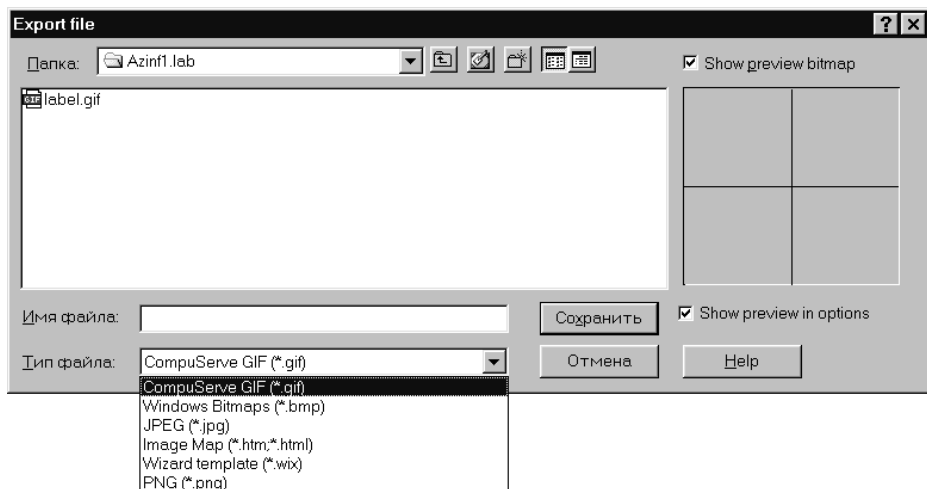 Export file
Папка: Azinf1.lab
Show preview bitmap
label.gif
Имя файла:
Сохранить
Show preview in options
Тип файла: CompuServe GIF (*.gif)
Отмена
Help
CompuServe GIF (*.gif)
Windows Bitmaps (*.bmp)
JPEG (*.jpg)
Image Map (*.htm;*.html)
Wizard template (*.wix)
PNG (*.png)